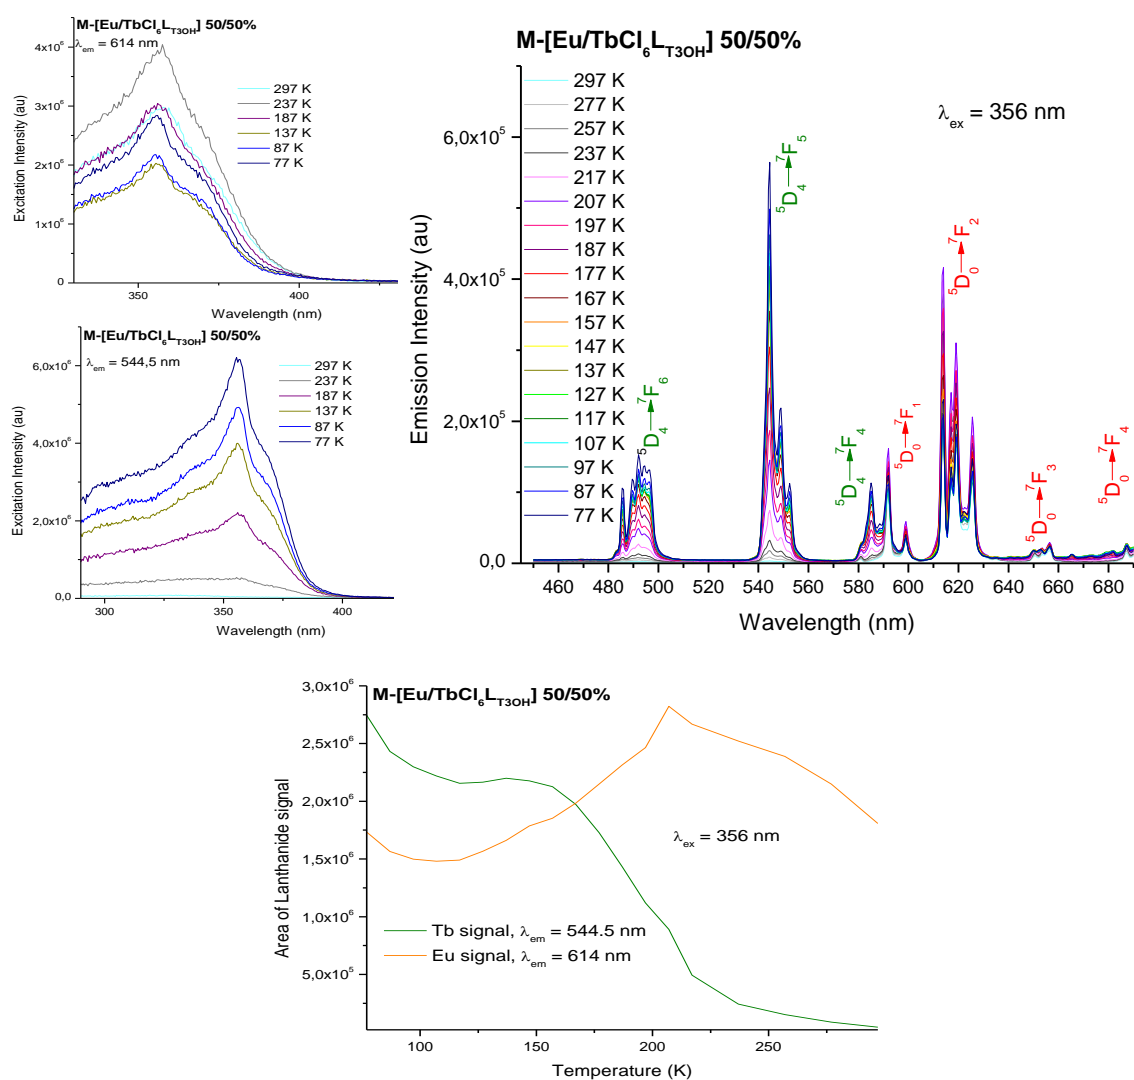 M-[Eu/TbCl6LT3OH] 50/50%
λem = 614 nm
4x10⁶
3x10⁶
2x10⁶
1x10⁶
0
Excitation Intensity (au)
297 K
237 K
187 K
137 K
87 K
77 K
350
400
Wavelength (nm)
M-[Eu/TbCl6LT3OH] 50/50%
λem = 544,5 nm
6,0x10⁶
4,0x10⁶
2,0x10⁶
0,0
Excitation Intensity (au)
297 K
237 K
187 K
137 K
87 K
77 K
300
350
400
Wavelength (nm)
M-[Eu/TbCl6LT3OH] 50/50%
λex = 356 nm
6,0x10⁵
4,0x10⁵
2,0x10⁵
0,0
Emission Intensity (au)
297 K
277 K
257 K
237 K
217 K
207 K
197 K
187 K
177 K
167 K
157 K
147 K
137 K
127 K
117 K
107 K
97 K
87 K
77 K
⁵D₄→⁷F₆
⁵D₄→⁷F₅
⁵D₄→⁷F₄
⁵D₀→⁷F₁
⁵D₀→⁷F₂
⁵D₀→⁷F₃
⁵D₀→⁷F₄
460 480 500 520 540 560 580 600 620 640 660 680
Wavelength (nm)
M-[Eu/TbCl6LT3OH] 50/50%
3,0x10⁶
2,5x10⁶
2,0x10⁶
1,5x10⁶
1,0x10⁶
5,0x10⁵
Area of Lanthanide signal
λex = 356 nm
Tb signal, λem = 544.5 nm
Eu signal, λem = 614 nm
100
150
200
250
Temperature (K)